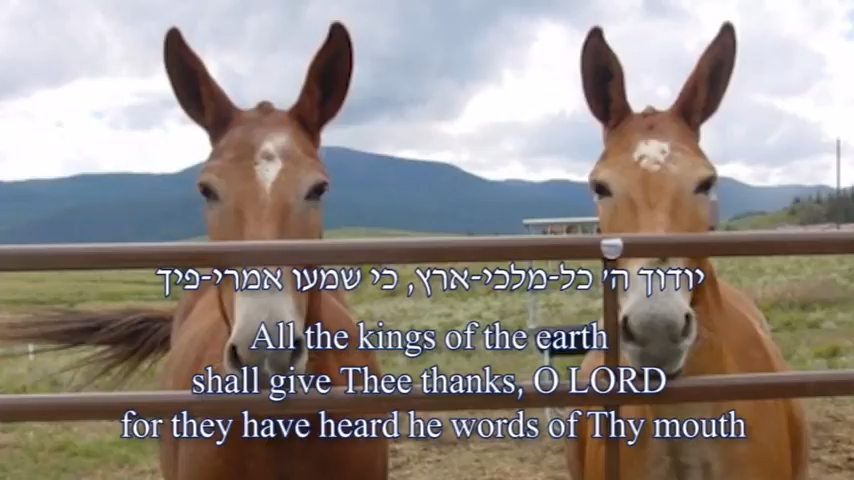 יודוך ה' כל-מלכי-ארץ, כי שמעו אמרי-פיך
All the kings of the earth
shall give Thee thanks, O LORD
for they have heard he words of Thy mouth